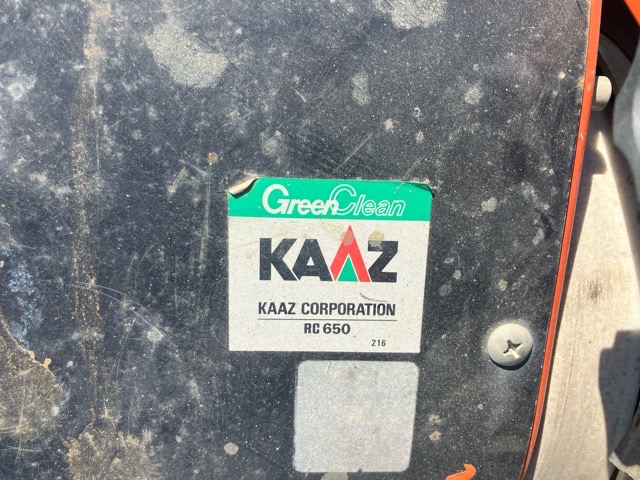 GreenClean
KAAZ
KAAZ CORPORATION
RC 650
216